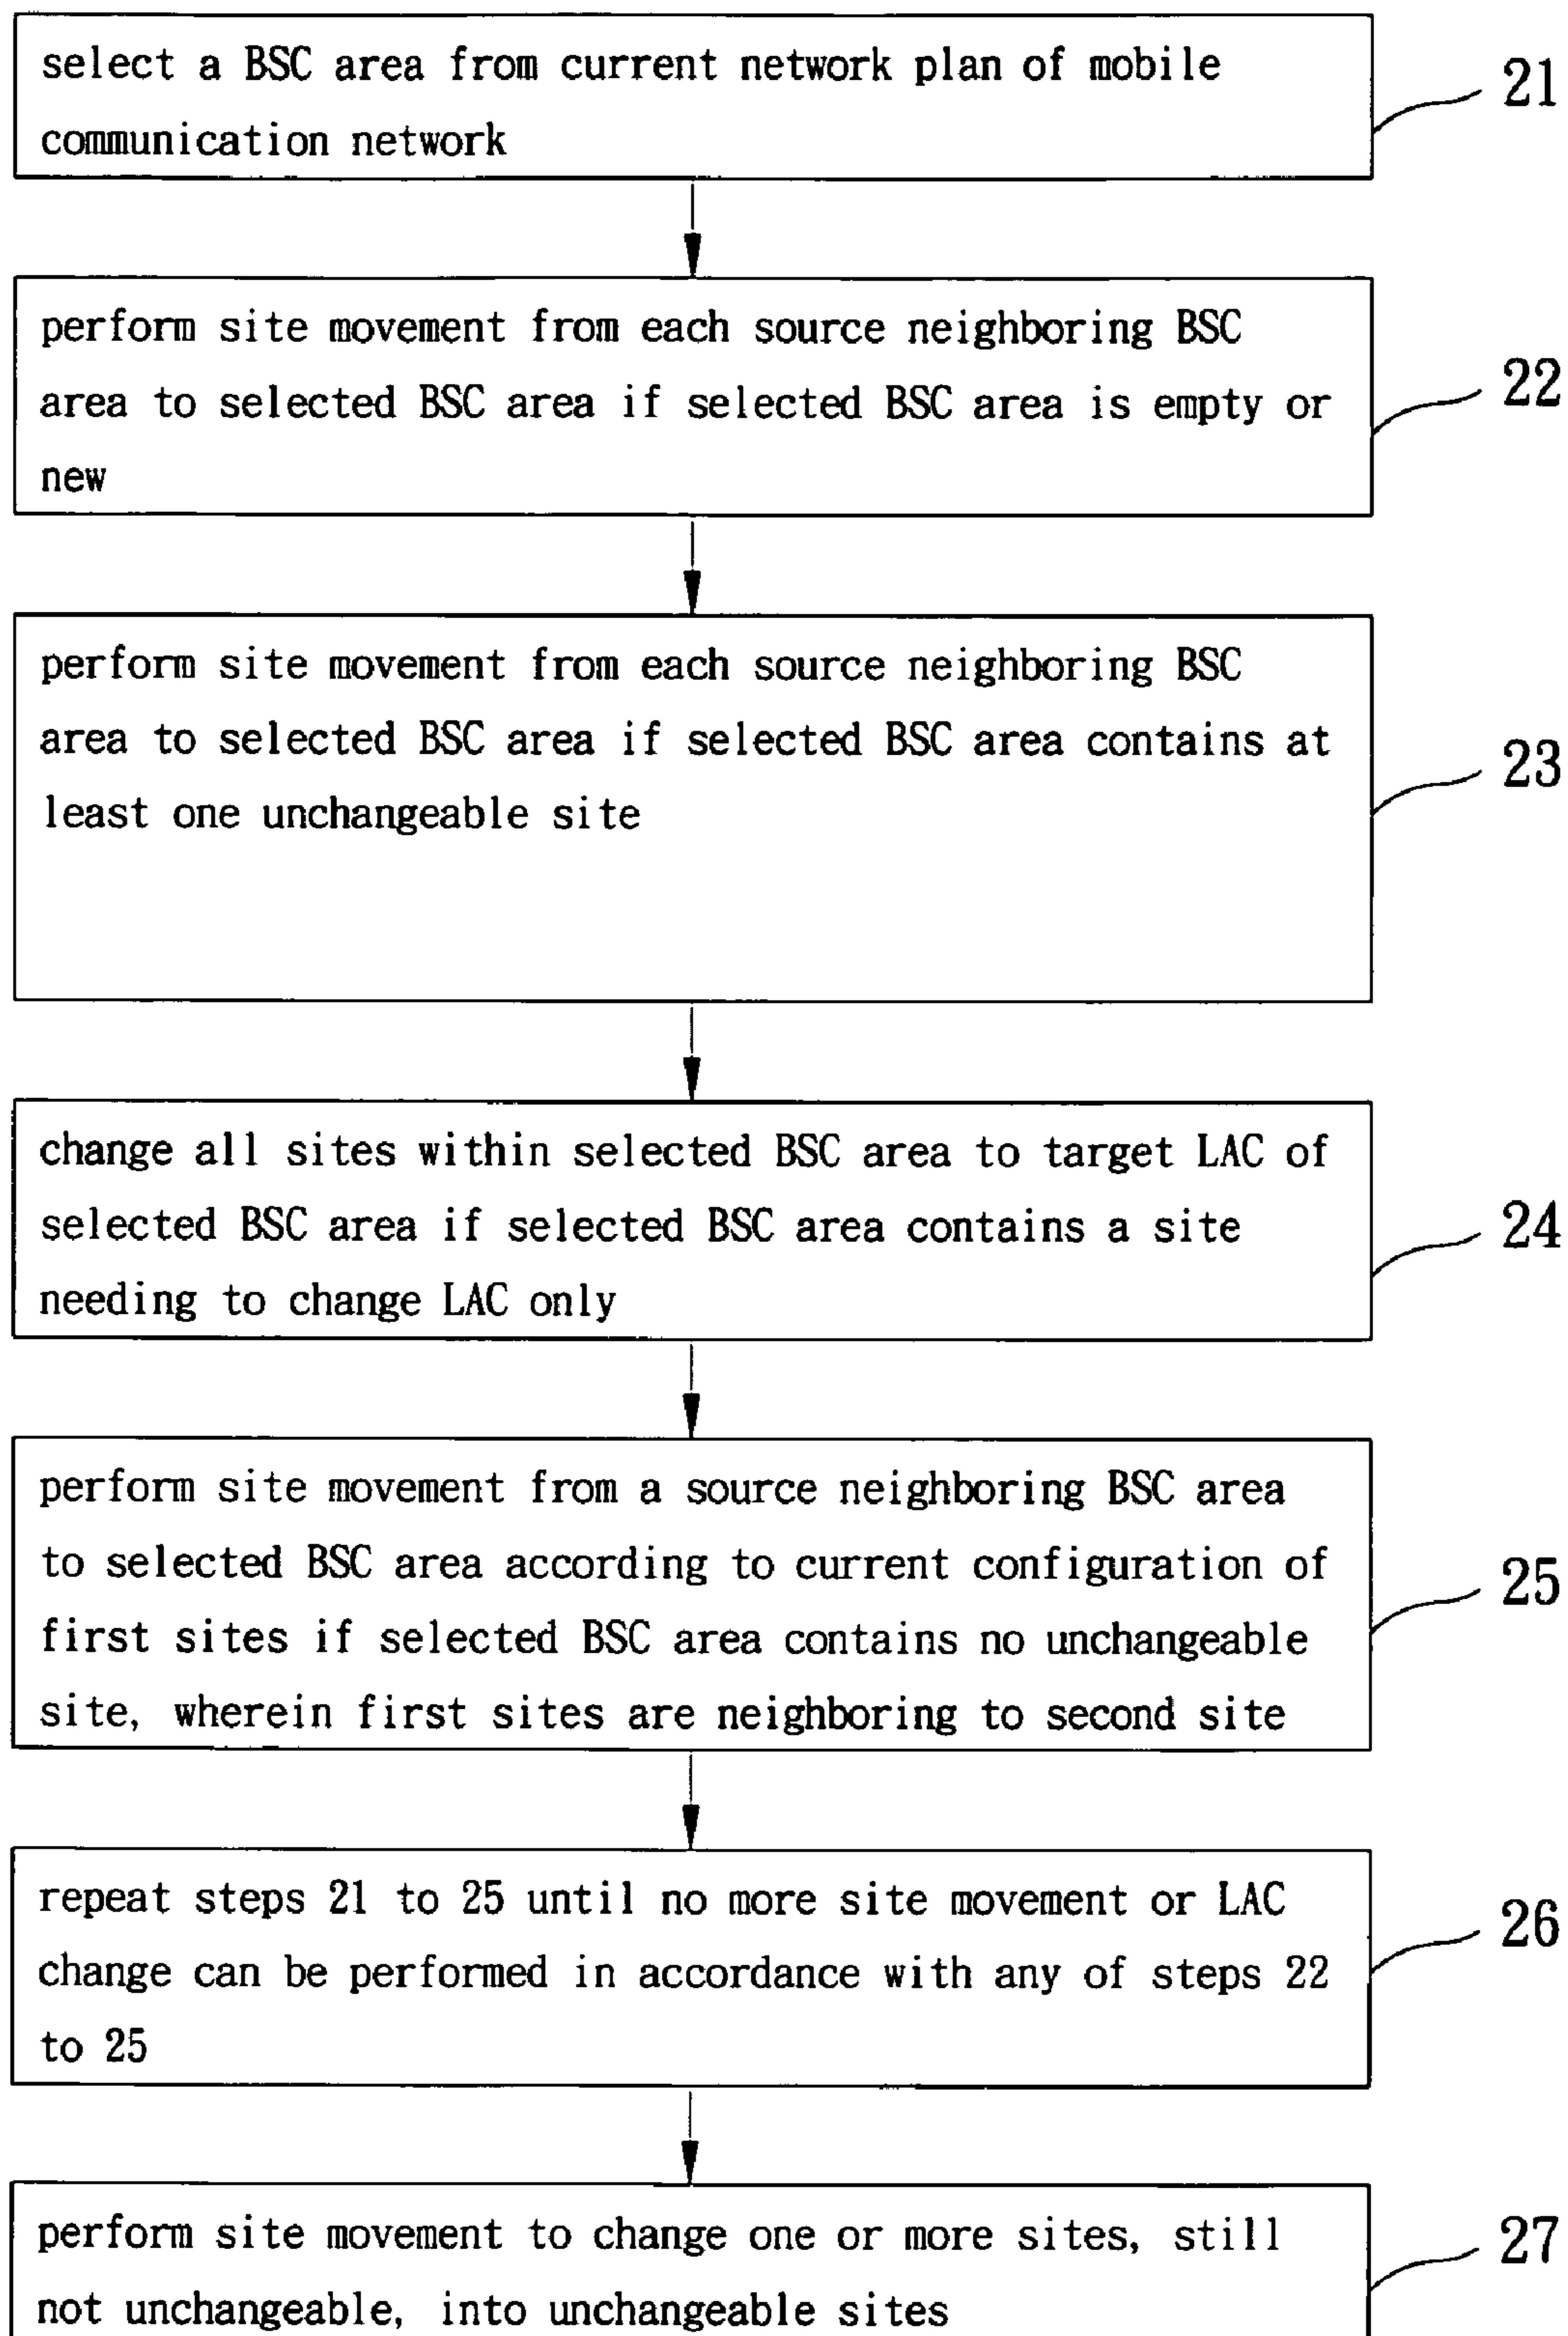 select a BSC area from current network plan of mobile
communication network
21
perform site movement from each source neighboring BSC
area to selected BSC area if selected BSC area is empty or
new
22
perform site movement from each source neighboring BSC
area to selected BSC area if selected BSC area contains at
least one unchangeable site
23
change all sites within selected BSC area to target LAC of
selected BSC area if selected BSC area contains a site
needing to change LAC only
24
perform site movement from a source neighboring BSC area
to selected BSC area according to current configuration of
first sites if selected BSC area contains no unchangeable
site, wherein first sites are neighboring to second site
25
repeat steps 21 to 25 until no more site movement or LAC
change can be performed in accordance with any of steps 22
to 25
26
perform site movement to change one or more sites, still
not unchangeable, into unchangeable sites
27